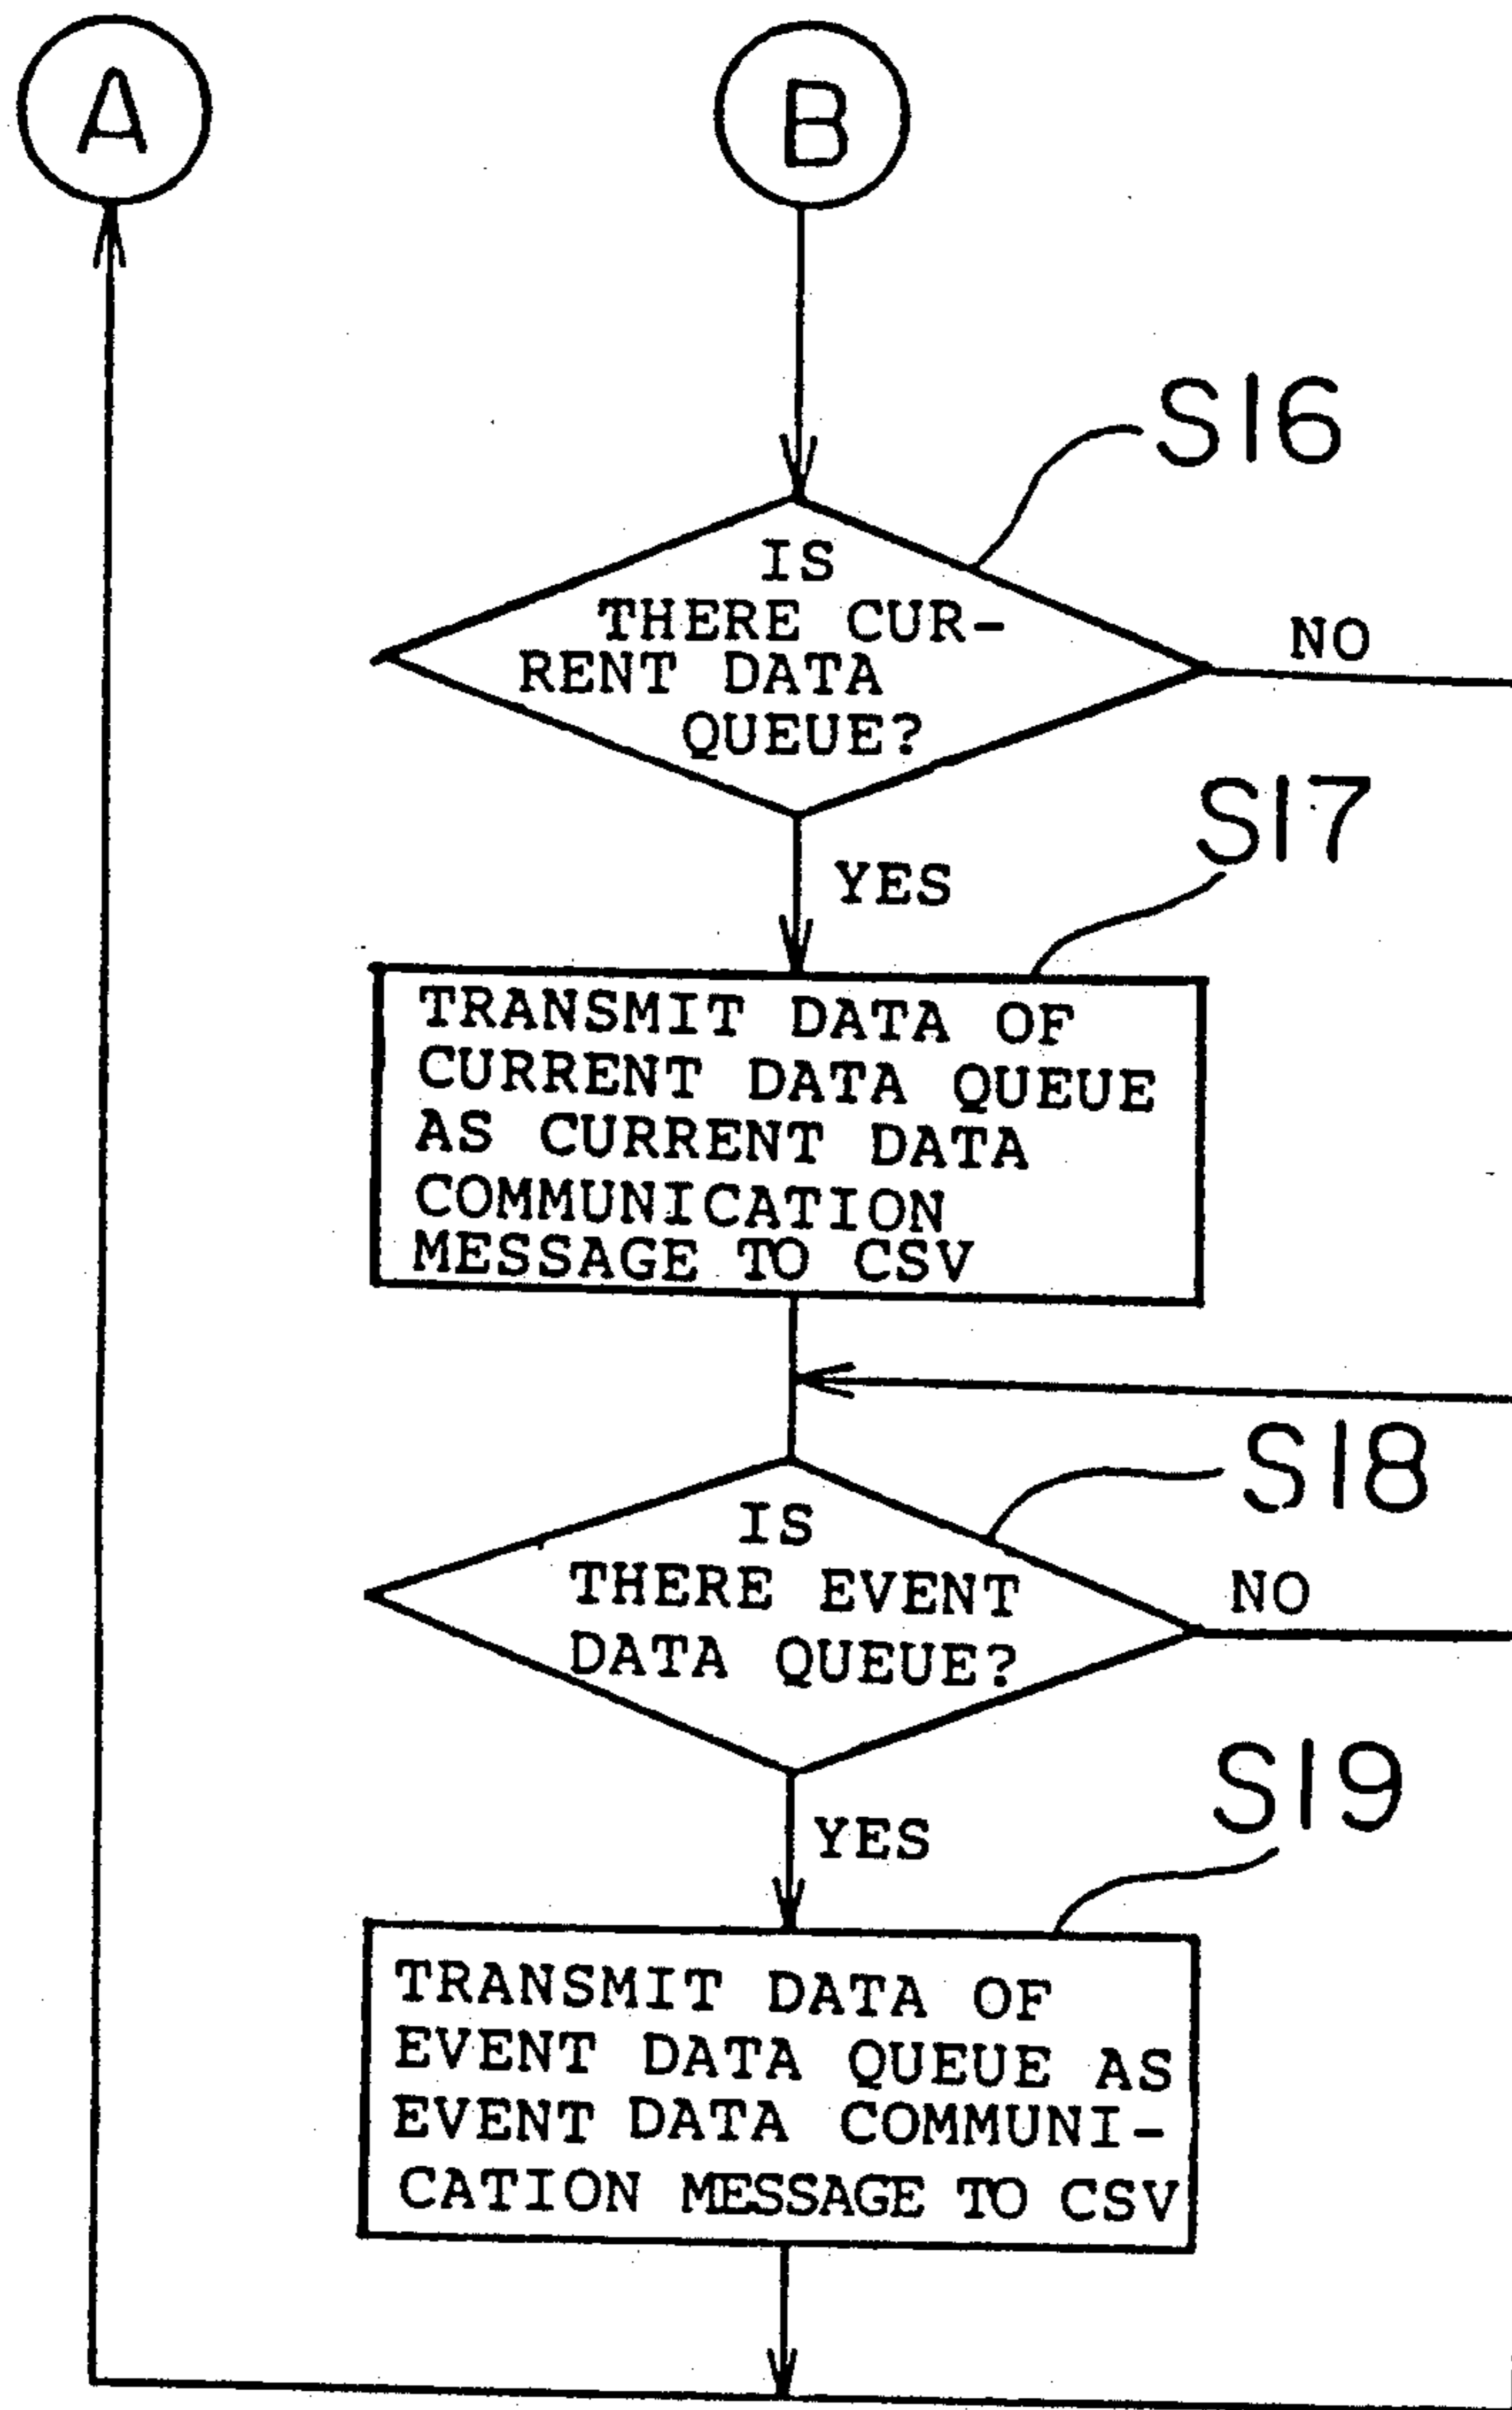 A
B
S16
IS
THERE CUR-
RENT DATA
QUEUE?
NO
S17
YES
TRANSMIT DATA OF
CURRENT DATA QUEUE
AS CURRENT DATA
COMMUNICATION
MESSAGE TO CSV
S18
IS
THERE EVENT
DATA QUEUE?
NO
S19
YES
TRANSMIT DATA OF
EVENT DATA QUEUE AS
EVENT DATA COMMUNI-
CATION MESSAGE TO CSV